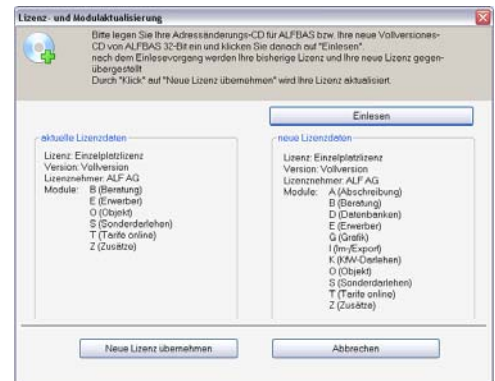 Lizenz- und Modulaktualisierung
Bitte legen Sie Ihre Adressänderungs-CD für ALFBAS bzw. Ihre neue Vollversiones-
CD von ALFBAS 32-Bit ein und klicken Sie danach auf "Einlesen".
nach dem Einlesevorgang werden Ihre bisherige Lizenz und Ihre neue Lizenz gegen-
übergestellt
Durch "Klick" auf "Neue Lizenz übernehmen" wird Ihre Lizenz aktualisiert.
Einlesen
aktuelle Lizenzdaten
Lizenz: Einzelplatzlizenz
Version: Vollversion
Lizenznehmer: ALF AG
Module: B (Beratung)
E (Erwerber)
O (Objekt)
S (Sonderdarlehen)
T (Tarife online)
Z (Zusätze)
neue Lizenzdaten
Lizenz: Einzelplatzlizenz
Version: Vollversion
Lizenznehmer: ALF AG
Module: A (Abschreibung)
B (Beratung)
D (Datenbanken)
E (Erwerber)
G (Grafik)
I (Im-/Export)
K (KfW-Darlehen)
O (Objekt)
S (Sonderdarlehen)
T (Tarife online)
Z (Zusätze)
Neue Lizenz übernehmen
Abbrechen